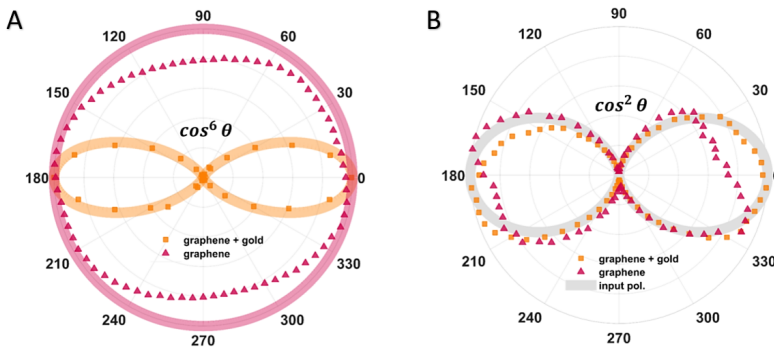 A
90
120
60
150
30
cos⁶ θ
180
0
graphene + gold
graphene
210
330
240
300
270
B
90
120
60
150
30
cos² θ
180
graphene + gold
graphene
input pol.
210
330
240
300
270